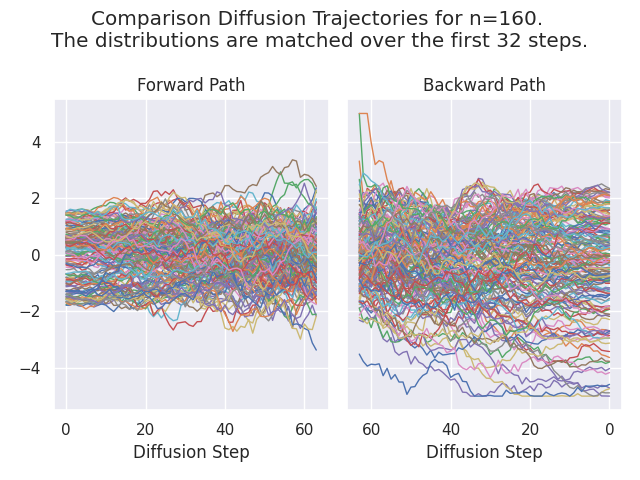 Comparison Diffusion Trajectories for n=160.
The distributions are matched over the first 32 steps.
Forward Path
Backward Path
4
2
0
−2
−4
0 20 40 60
60 40 20 0
Diffusion Step
Diffusion Step